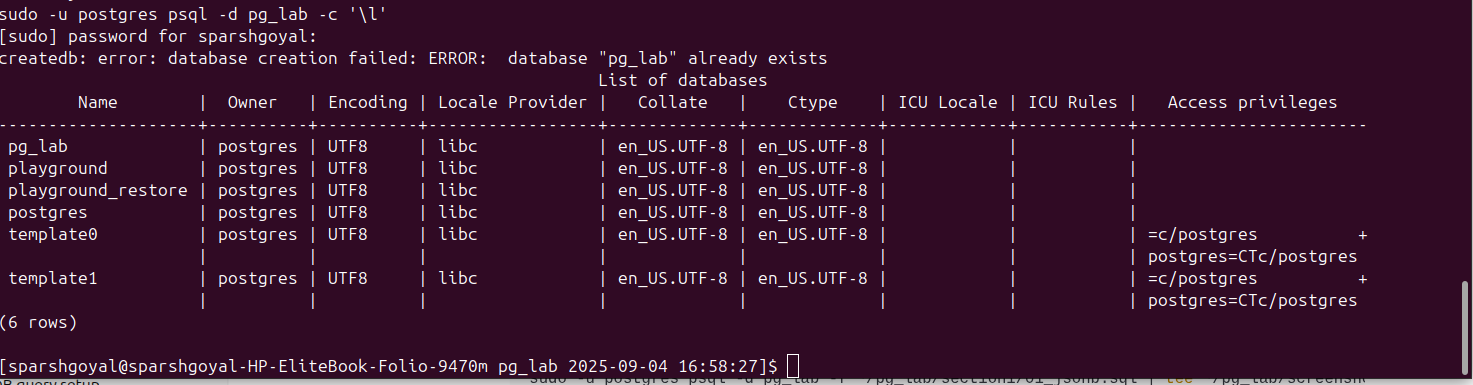 sudo -u postgres psql -d pg_lab -c '\l'
[sudo] password for sparshgoyal:
createdb: error: database creation failed: ERROR:  database "pg_lab" already exists
                                                  List of databases
       Name         |  Owner   | Encoding | Locale Provider |   Collate   |    Ctype    | ICU Locale | ICU Rules |   Access privileges
--------------------+----------+----------+-----------------+-------------+-------------+------------+-----------+-----------------------
 pg_lab             | postgres | UTF8     | libc            | en_US.UTF-8 | en_US.UTF-8 |            |           |
 playground         | postgres | UTF8     | libc            | en_US.UTF-8 | en_US.UTF-8 |            |           |
 playground_restore | postgres | UTF8     | libc            | en_US.UTF-8 | en_US.UTF-8 |            |           |
 postgres           | postgres | UTF8     | libc            | en_US.UTF-8 | en_US.UTF-8 |            |           |
 template0          | postgres | UTF8     | libc            | en_US.UTF-8 | en_US.UTF-8 |            |           | =c/postgres          +
                    |          |          |                 |             |             |            |           | postgres=CTc/postgres
 template1          | postgres | UTF8     | libc            | en_US.UTF-8 | en_US.UTF-8 |            |           | =c/postgres          +
                    |          |          |                 |             |             |            |           | postgres=CTc/postgres
(6 rows)
[sparshgoyal@sparshgoyal-HP-EliteBook-Folio-9470m pg_lab 2025-09-04 16:58:27]$